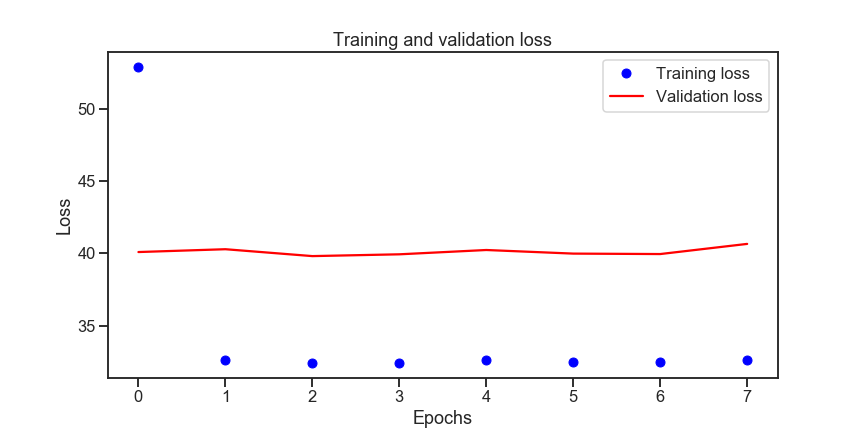 Training and validation loss
Training loss
Validation loss
50
45
40
35
Loss
0 1 2 3 4 5 6 7
Epochs